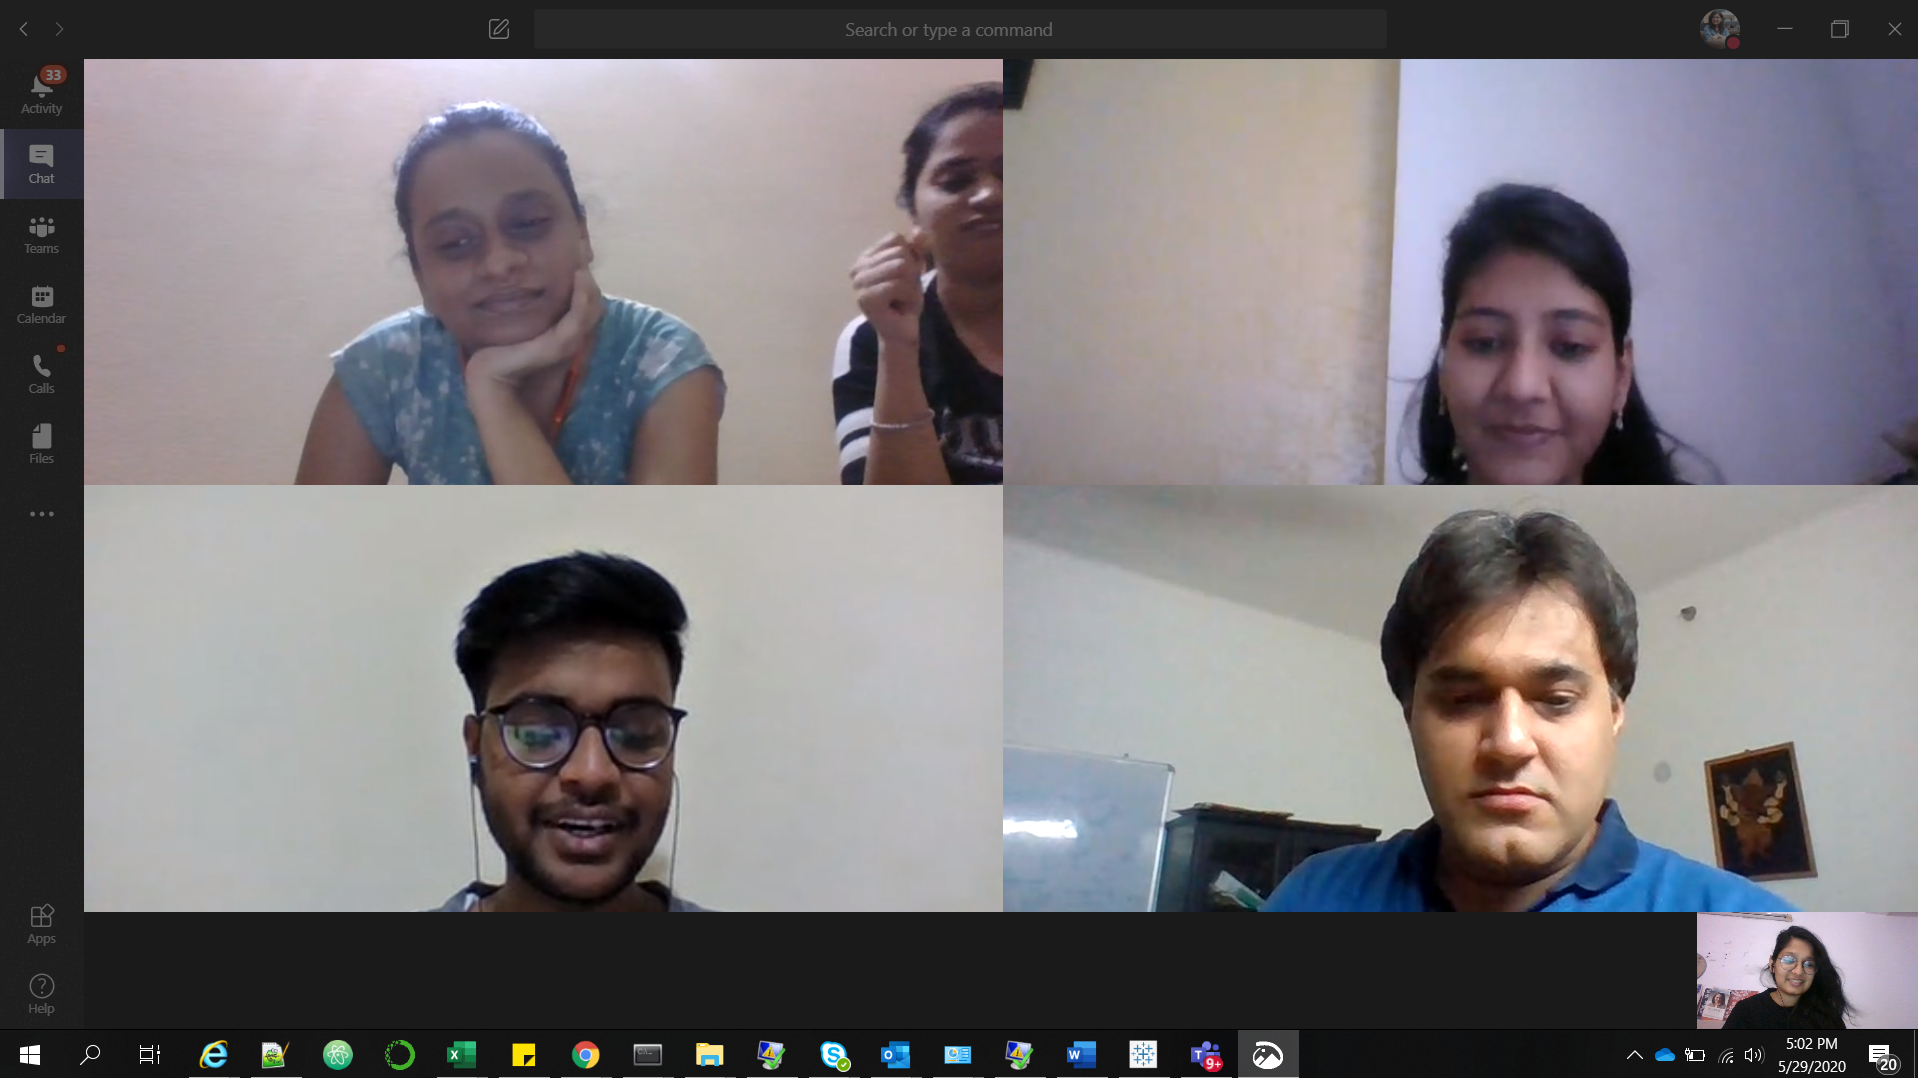 Search or type a command
33
Activity
Chat
Teams
Calendar
Calls
Files
Apps
Help
9+
5:02 PM
5/29/2020
20